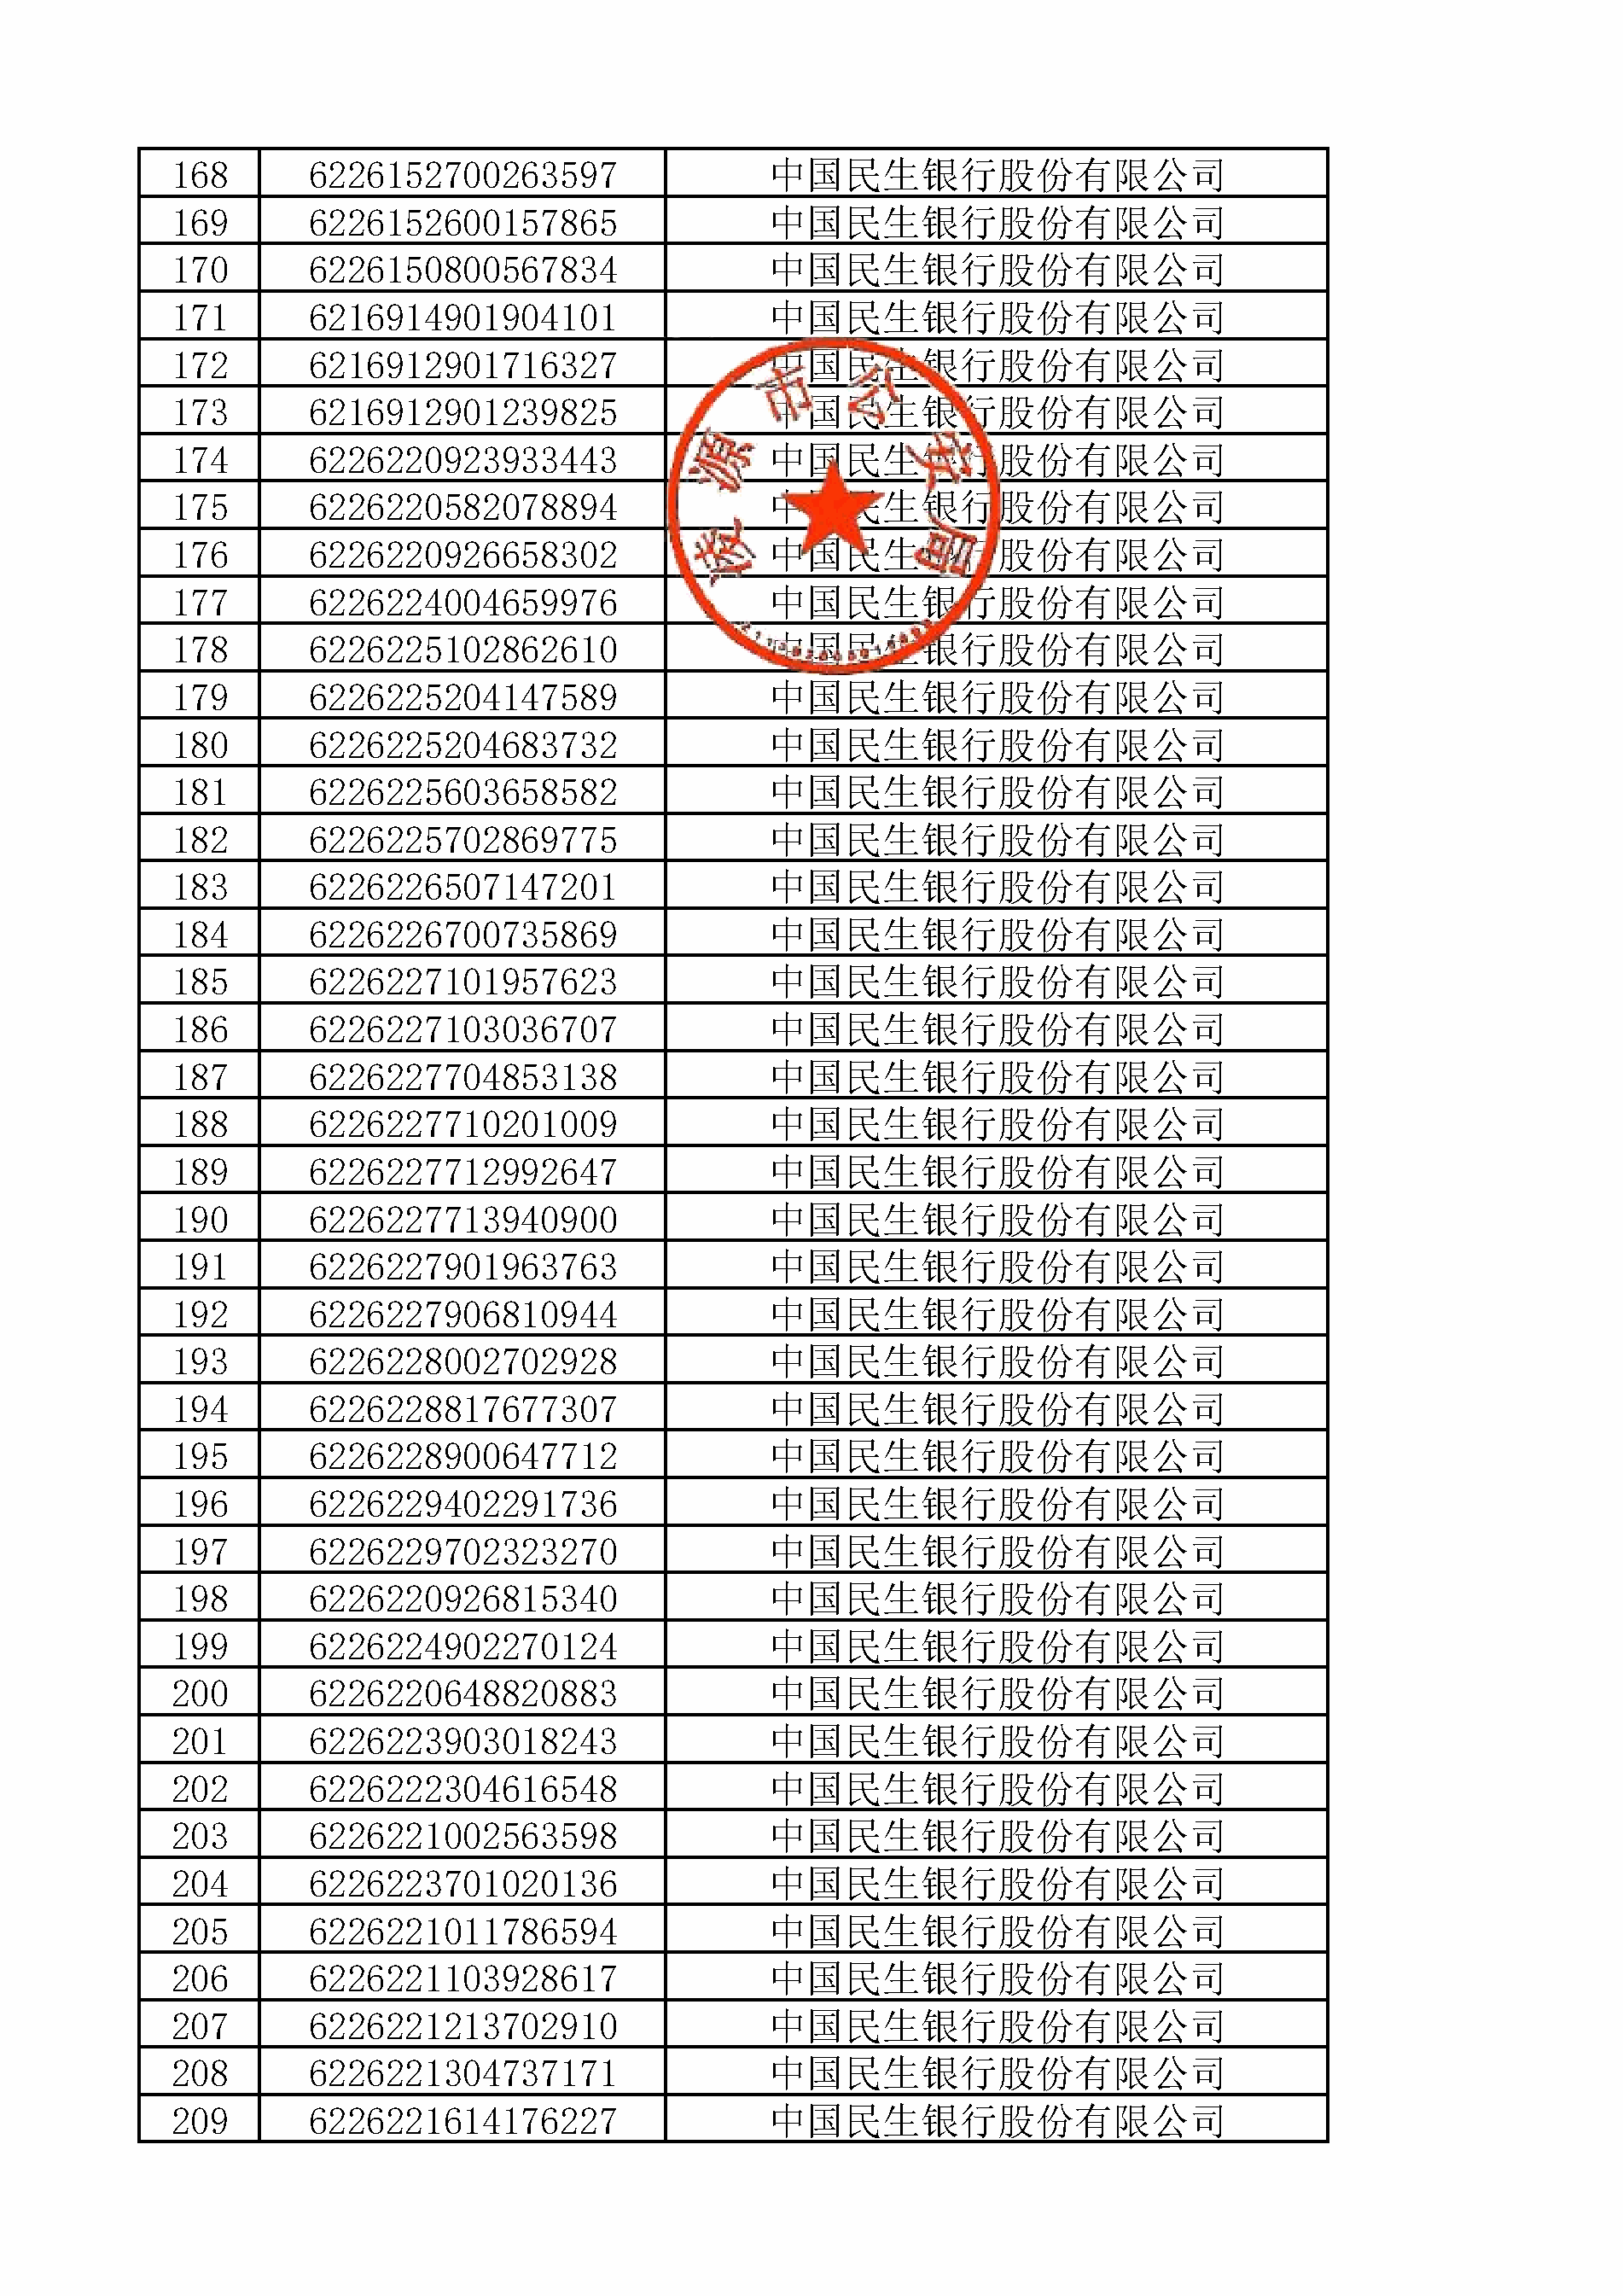 168 6226152700263597 中国民生银行股份有限公司
169 6226152600157865 中国民生银行股份有限公司
170 6226150800567834 中国民生银行股份有限公司
171 6216914901904101 中国民生银行股份有限公司
172 6216912901716327 中国民生银行股份有限公司
173 6216912901239825 中国民生银行股份有限公司
174 6226220923933443 中国民生银行股份有限公司
175 6226220582078894 中国民生银行股份有限公司
176 6226220926658302 中国民生银行股份有限公司
177 6226224004659976 中国民生银行股份有限公司
178 6226225102862610 中国民生银行股份有限公司
凌源市公安局
179 6226225204147589 中国民生银行股份有限公司
180 6226225204683732 中国民生银行股份有限公司
181 6226225603658582 中国民生银行股份有限公司
182 6226225702869775 中国民生银行股份有限公司
183 6226226507147201 中国民生银行股份有限公司
184 6226226700735869 中国民生银行股份有限公司
185 6226227101957623 中国民生银行股份有限公司
186 6226227103036707 中国民生银行股份有限公司
187 6226227704853138 中国民生银行股份有限公司
188 6226227710201009 中国民生银行股份有限公司
189 6226227712992647 中国民生银行股份有限公司
190 6226227713940900 中国民生银行股份有限公司
191 6226227901963763 中国民生银行股份有限公司
192 6226227906810944 中国民生银行股份有限公司
193 6226228002702928 中国民生银行股份有限公司
194 6226228817677307 中国民生银行股份有限公司
195 6226228900647712 中国民生银行股份有限公司
196 6226229402291736 中国民生银行股份有限公司
197 6226229702323270 中国民生银行股份有限公司
198 6226220926815340 中国民生银行股份有限公司
199 6226224902270124 中国民生银行股份有限公司
200 6226220648820883 中国民生银行股份有限公司
201 6226223903018243 中国民生银行股份有限公司
202 6226222304616548 中国民生银行股份有限公司
203 6226221002563598 中国民生银行股份有限公司
204 6226223701020136 中国民生银行股份有限公司
205 6226221011786594 中国民生银行股份有限公司
206 6226221103928617 中国民生银行股份有限公司
207 6226221213702910 中国民生银行股份有限公司
208 6226221304737171 中国民生银行股份有限公司
209 6226221614176227 中国民生银行股份有限公司